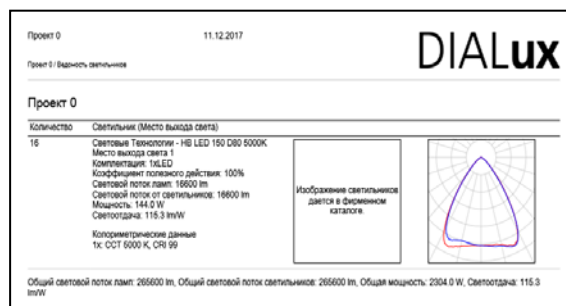 Проект 0
11.12.2017
DIALux
Проект 0 / Ведомость светильников
Проект 0
Количество Светильник (Место выхода света)
16 Световые Технологии - HB LED 150 D80 5000K
Место выхода света 1
Комплектация: 1xLED
Коэффициент полезного действия: 100%
Световой поток ламп: 16600 lm
Световой поток от светильников: 16600 lm
Мощность: 144.0 W
Светоотдача: 115.3 lm/W
Колориметрические данные
1x: CCT 5000 K, CRI 99
Изображение светильников
дается в фирменном
каталоге.
Общий световой поток ламп: 265600 lm, Общий световой поток светильников: 265600 lm, Общая мощность: 2304.0 W, Светоотдача: 115.3
lm/W